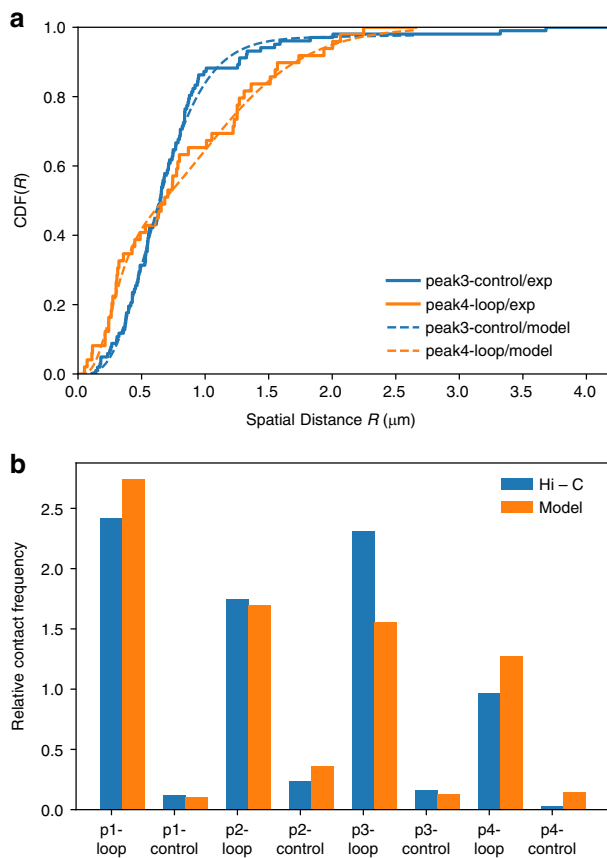 a
1.0
0.8
0.6
0.4
0.2
0.0
CDF(R)
peak3-control/exp
peak4-loop/exp
peak3-control/model
peak4-loop/model
0.0 0.5 1.0 1.5 2.0 2.5 3.0 3.5 4.0
Spatial Distance R (μm)
b
Hi – C
Model
2.5
2.0
1.5
1.0
0.5
0.0
Relative contact frequency
p1- p1- p2- p2- p3- p3- p4- p4-
loop control loop control loop control loop control